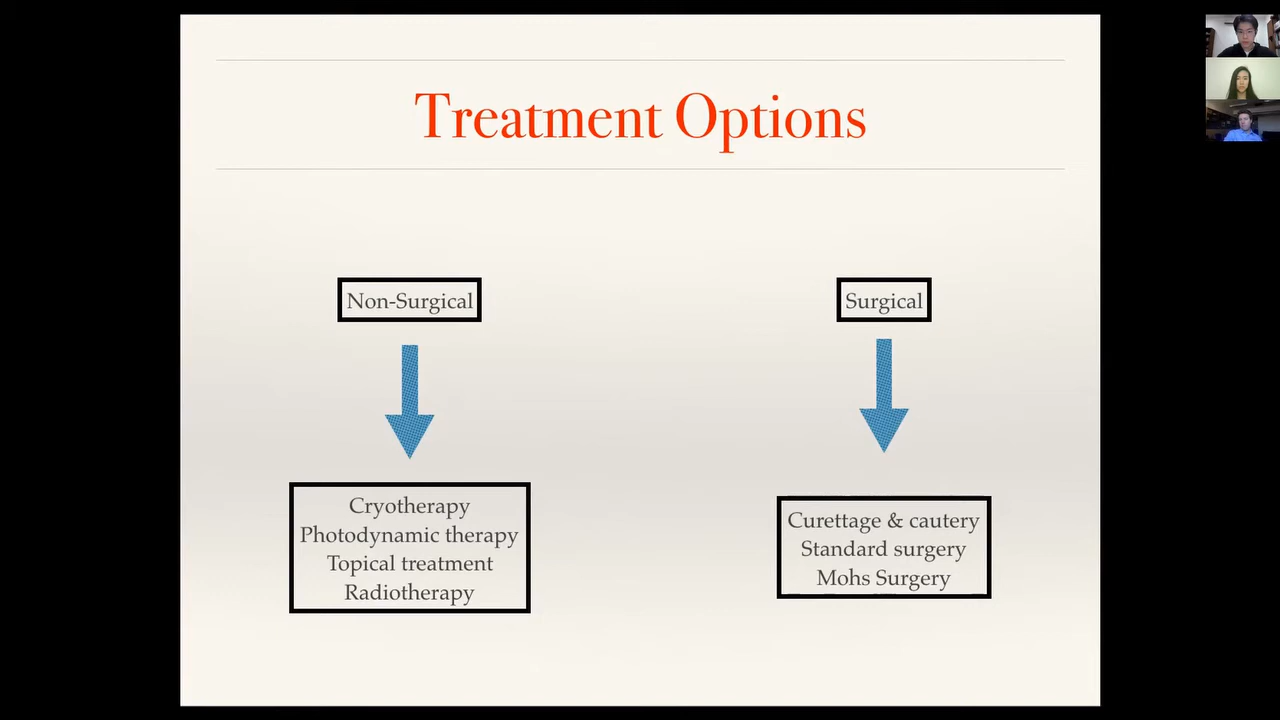 Treatment Options
Non-Surgical
Surgical
Cryotherapy
Photodynamic therapy
Topical treatment
Radiotherapy
Curettage & cautery
Standard surgery
Mohs Surgery